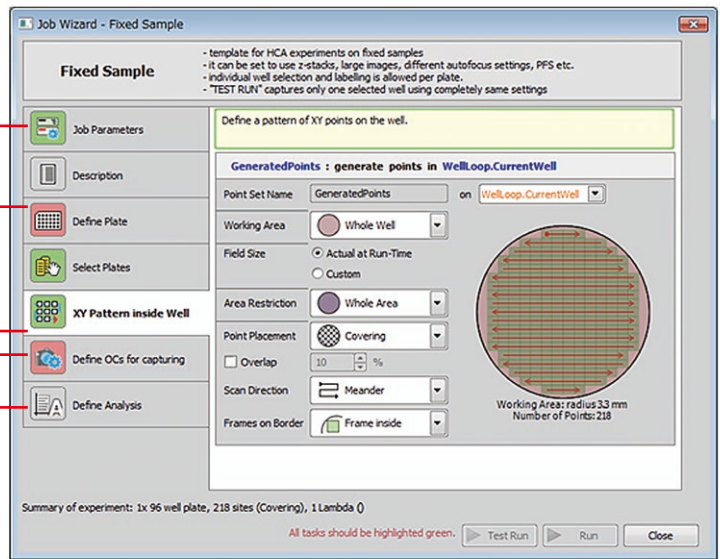 Job Wizard - Fixed Sample
Fixed Sample
- template for HCA experiments on fixed samples
- it can be set to use z-stacks, large images, different autofocus settings, PFS etc.
- individual well selection and labelling is allowed per plate.
- "TEST RUN" captures only one selected well using completely same settings
Job Parameters
Description
Define Plate
Select Plates
XY Pattern inside Well
Define OCs for capturing
Define Analysis
Define a pattern of XY points on the well.
GeneratedPoints : generate points in WellLoop.CurrentWell
Point Set Name GeneratedPoints on WellLoop.CurrentWell
Working Area Whole Well
Field Size Actual at Run-Time
Custom
Area Restriction Whole Area
Point Placement Covering
Overlap 10 %
Scan Direction Meander
Frames on Border Frame inside
Working Area: radius 3.3 mm
Number of Points: 218
Summary of experiment: 1x 96 well plate, 218 sites (Covering), 1 Lambda ()
All tasks should be highlighted green. Test Run Run Close